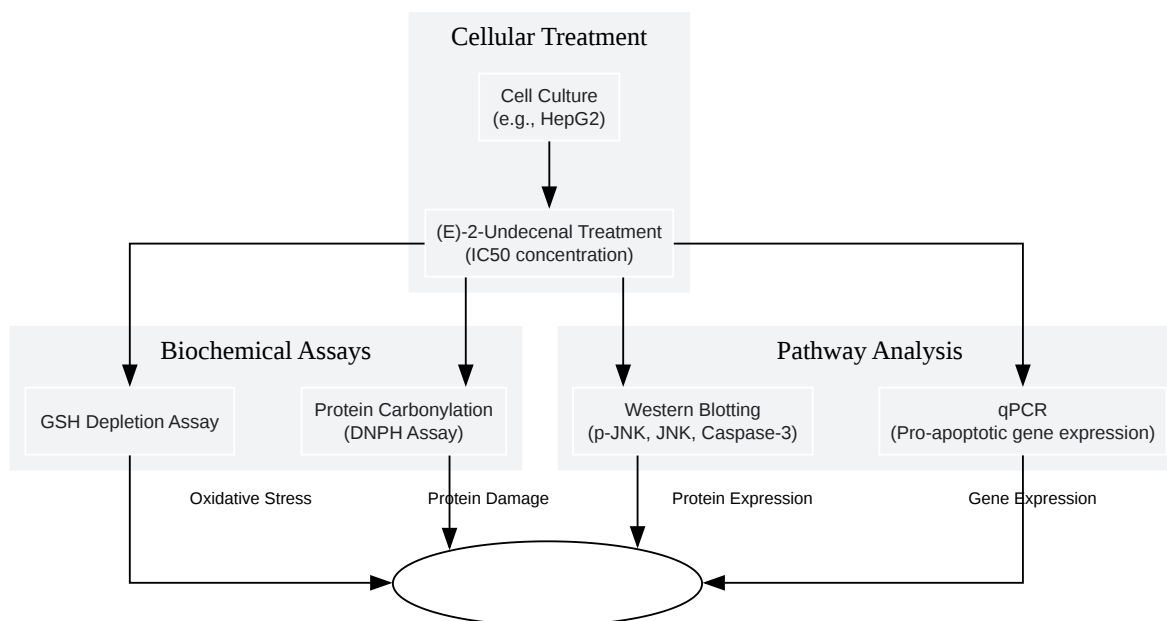 Cellular Treatment
Cell Culture
(e.g., HepG2)
(E)-2-Undecenal Treatment
(IC50 concentration)
Biochemical Assays
Pathway Analysis
GSH Depletion Assay
Protein Carbonylation
(DNPH Assay)
Western Blotting
(p-JNK, JNK, Caspase-3)
qPCR
(Pro-apoptotic gene expression)
Oxidative Stress
Protein Damage
Protein Expression
Gene Expression